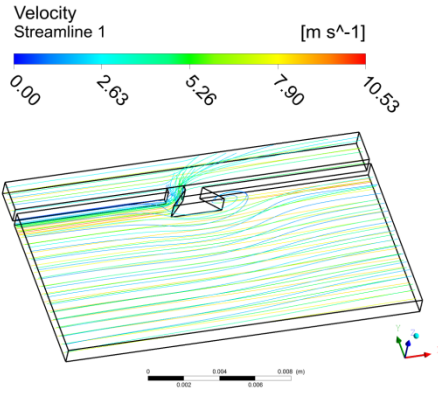 Velocity
Streamline 1 [m s^-1]
0.00 2.63 5.26 7.90 10.53
0 0.004 0.008 (m)
0.002 0.006
Y